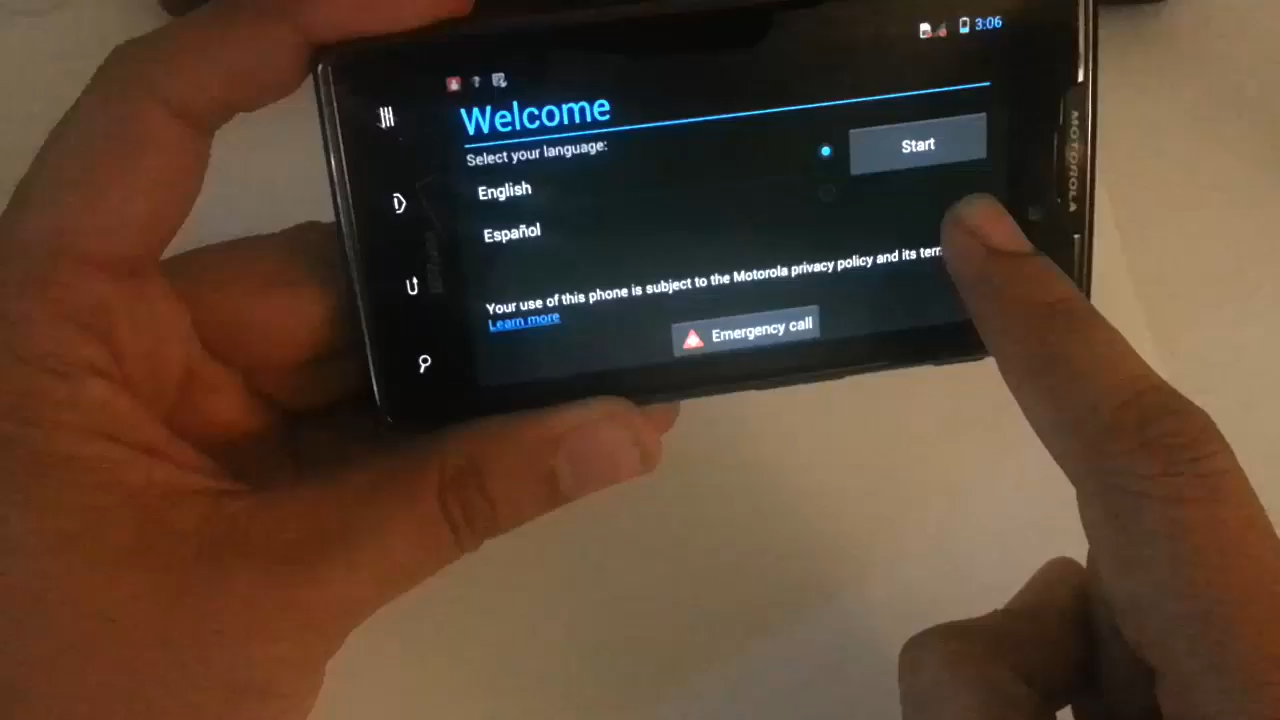 3:06
Welcome
Select your language:
Start
English
Español
Your use of this phone is subject to the Motorola privacy policy and its
Learn more
Emergency call
MOTOROLA